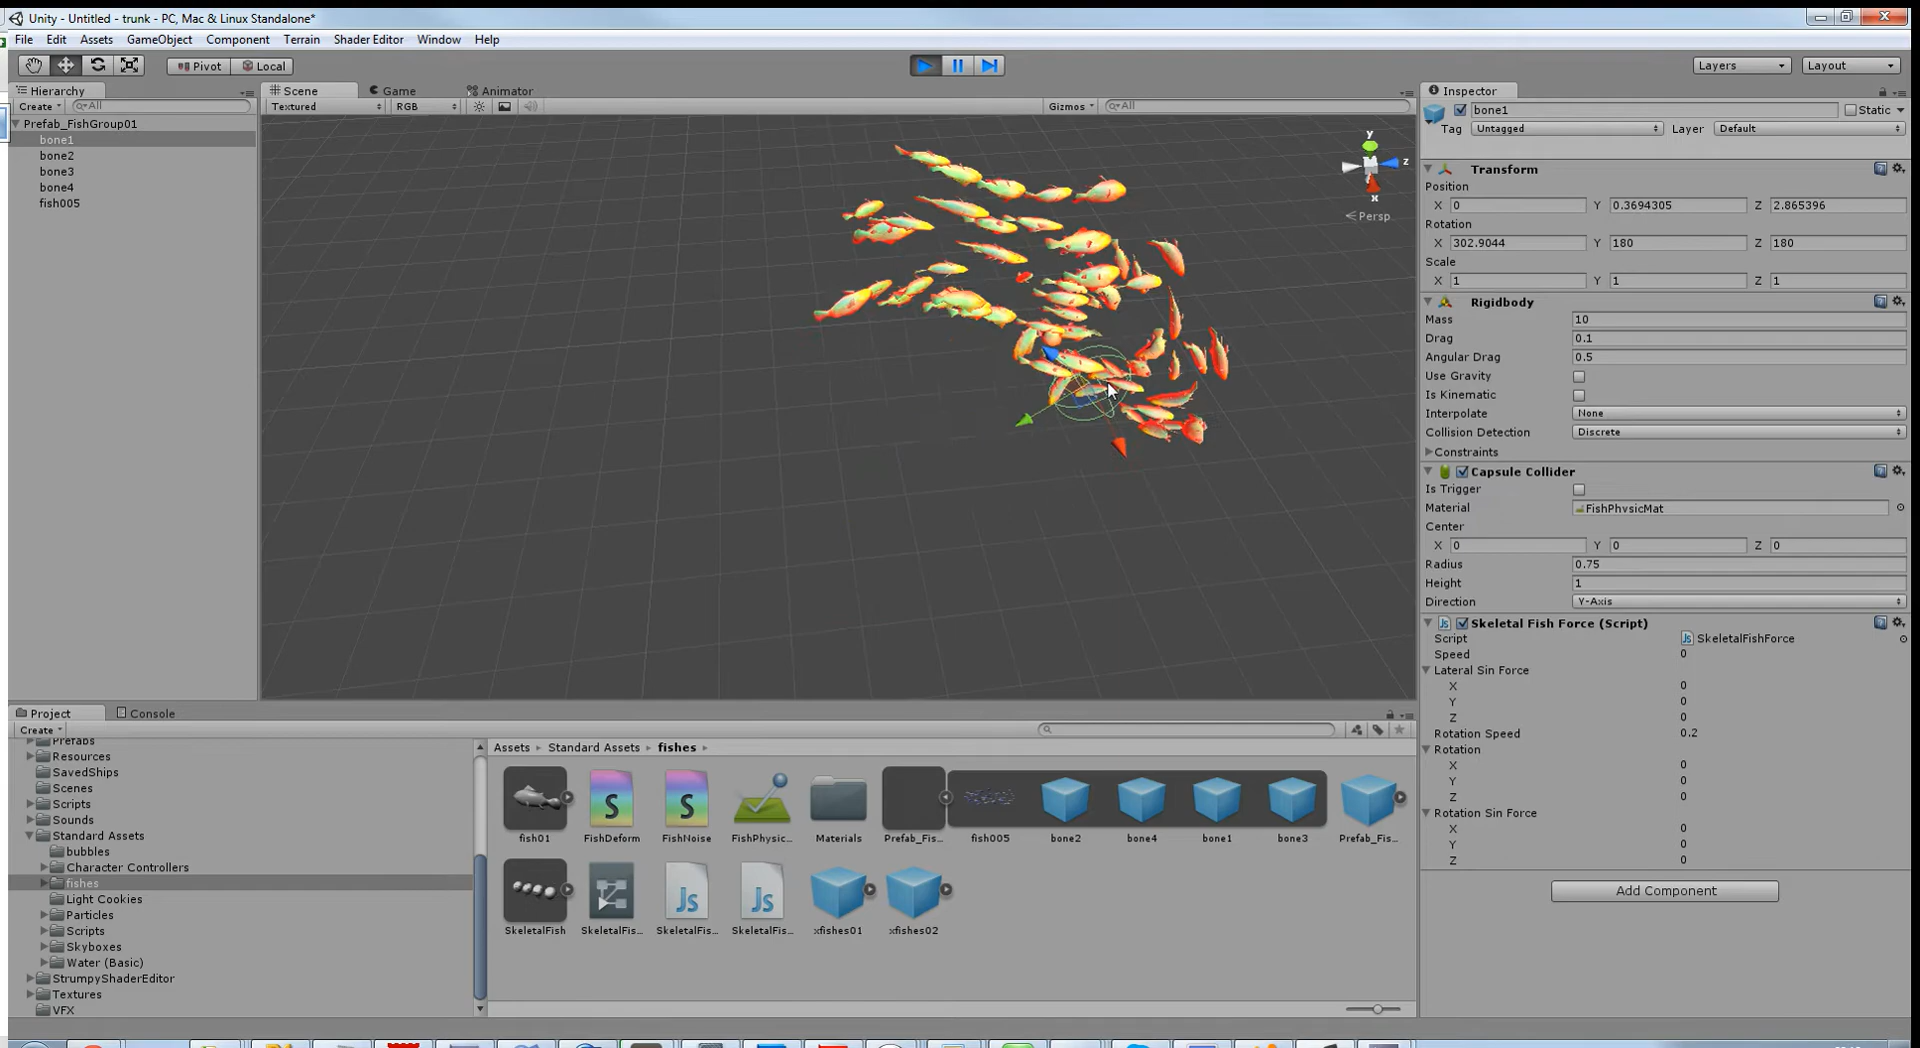 Unity - Untitled - trunk - PC, Mac & Linux Standalone*
File Edit Assets GameObject Component Terrain Shader Editor Window Help
Pivot Local Layers Layout
Hierarchy
Create All
Prefab_FishGroup01
bone1
bone2
bone3
bone4
fish005
Scene Game Animator
Textured RGB Gizmos All
y
z
x
Persp
Inspector
bone1 Static
Tag Untagged Layer Default
Transform
Position
X 0 Y 0.3694305 Z 2.865396
Rotation
X 302.9044 Y 180 Z 180
Scale
X 1 Y 1 Z 1
Rigidbody
Mass 10
Drag 0.1
Angular Drag 0.5
Use Gravity
Is Kinematic
Interpolate None
Collision Detection Discrete
Constraints
Capsule Collider
Is Trigger
Material FishPhysicMat
Center
X 0 Y 0 Z 0
Radius 0.75
Height 1
Direction Y-Axis
Skeletal Fish Force (Script)
Script SkeletalFishForce
Speed 0
Lateral Sin Force
X 0
Y 0
Z 0
Rotation Speed 0.2
Rotation
X 0
Y 0
Z 0
Rotation Sin Force
X 0
Y 0
Z 0
Add Component
Project Console
Create
Prefabs
Resources
SavedShips
Scenes
Scripts
Sounds
Standard Assets
bubbles
Character Controllers
fishes
Light Cookies
Particles
Scripts
Skyboxes
Water (Basic)
StrumpyShaderEditor
Textures
VFX
Assets Standard Assets fishes
fish01 FishDeform FishNoise FishPhysic... Materials Prefab_Fis... fish005 bone2 bone4 bone1 bone3 Prefab_Fis...
SkeletalFish SkeletalFis... SkeletalFis... SkeletalFis... xfishes01 xfishes02